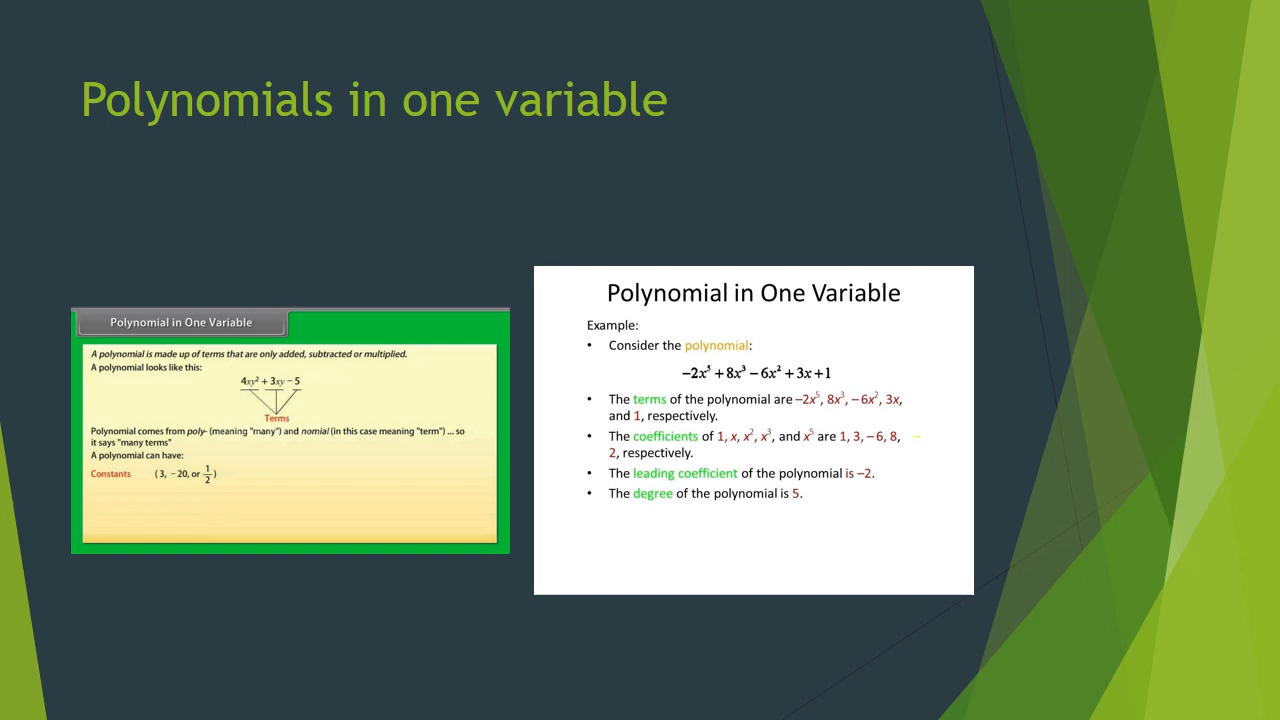 Polynomials in one variable
Polynomial in One Variable
A polynomial is made up of terms that are only added, subtracted or multiplied.
A polynomial looks like this:
4xy² + 3xy − 5
Terms
Polynomial comes from poly- (meaning "many") and nomial (in this case meaning "term") ... so
it says "many terms"
A polynomial can have:
Constants (3, −20, or 1/2)
Polynomial in One Variable
Example:
• Consider the polynomial:
−2x⁵ + 8x³ − 6x² + 3x + 1
• The terms of the polynomial are −2x⁵, 8x³, −6x², 3x,
and 1, respectively.
• The coefficients of 1, x, x², x³, and x⁵ are 1, 3, −6, 8, −
2, respectively.
• The leading coefficient of the polynomial is −2.
• The degree of the polynomial is 5.